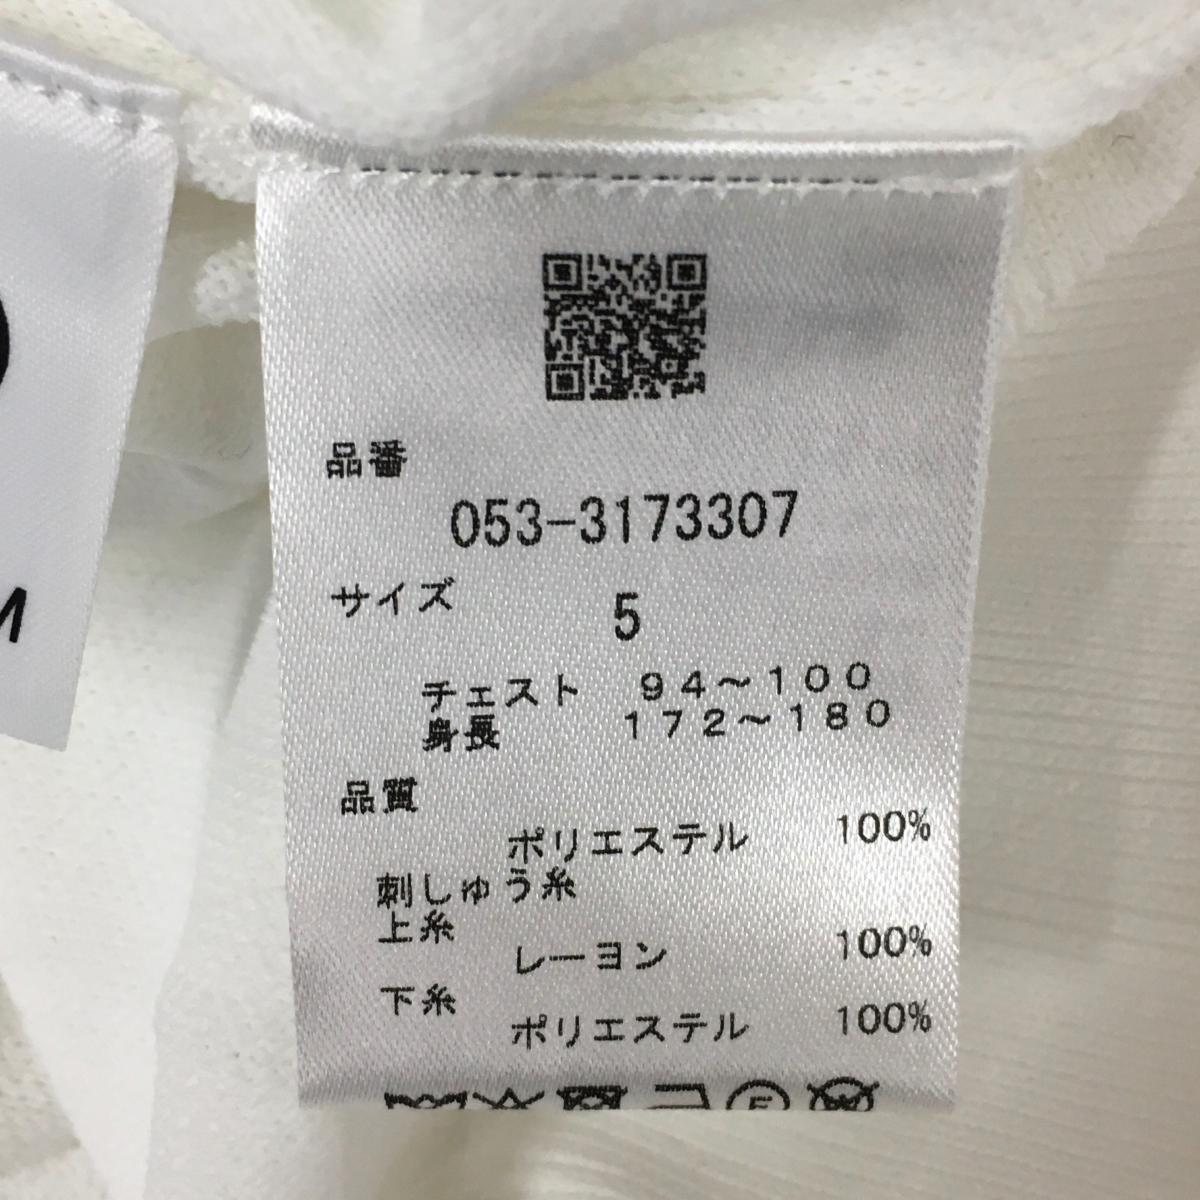 品番
053-3173307
サイズ 5
チェスト 94～100
身長 172～180
品質
ポリエステル 100%
刺しゅう糸
上糸
レーヨン 100%
下糸
ポリエステル 100%